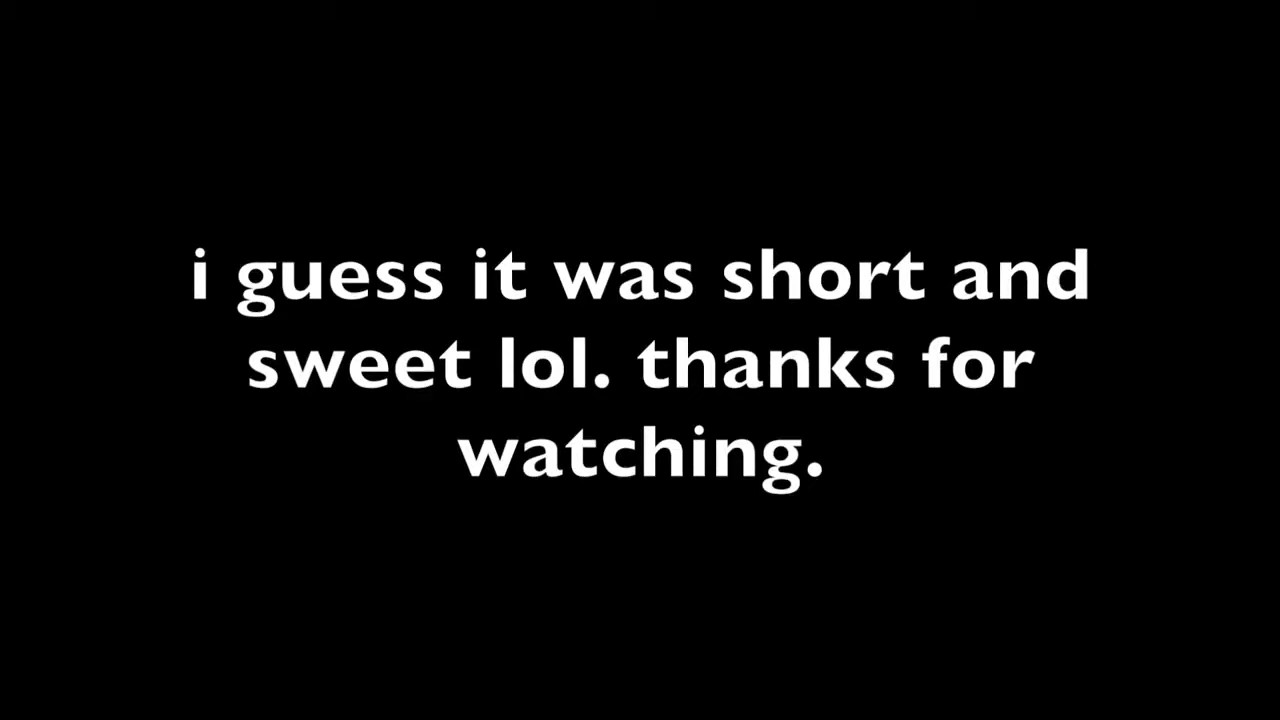 i guess it was short and
sweet lol. thanks for
watching.